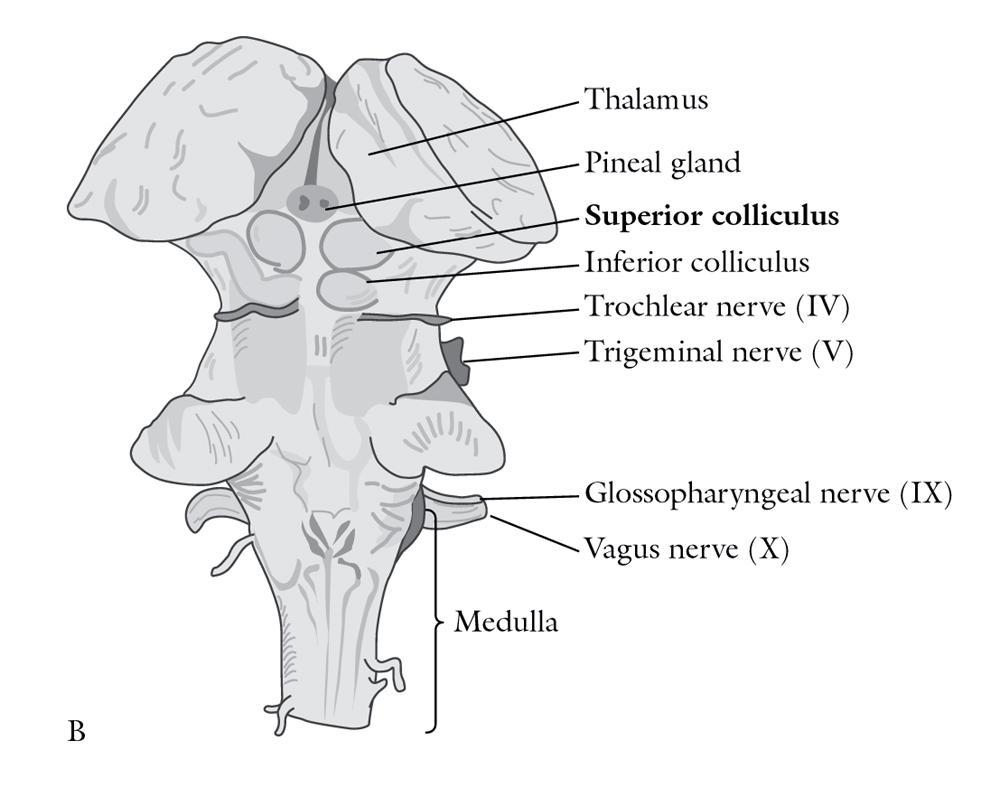 Thalamus
Pineal gland
Superior colliculus
Inferior colliculus
Trochlear nerve (IV)
Trigeminal nerve (V)
Glossopharyngeal nerve (IX)
Vagus nerve (X)
Medulla
B